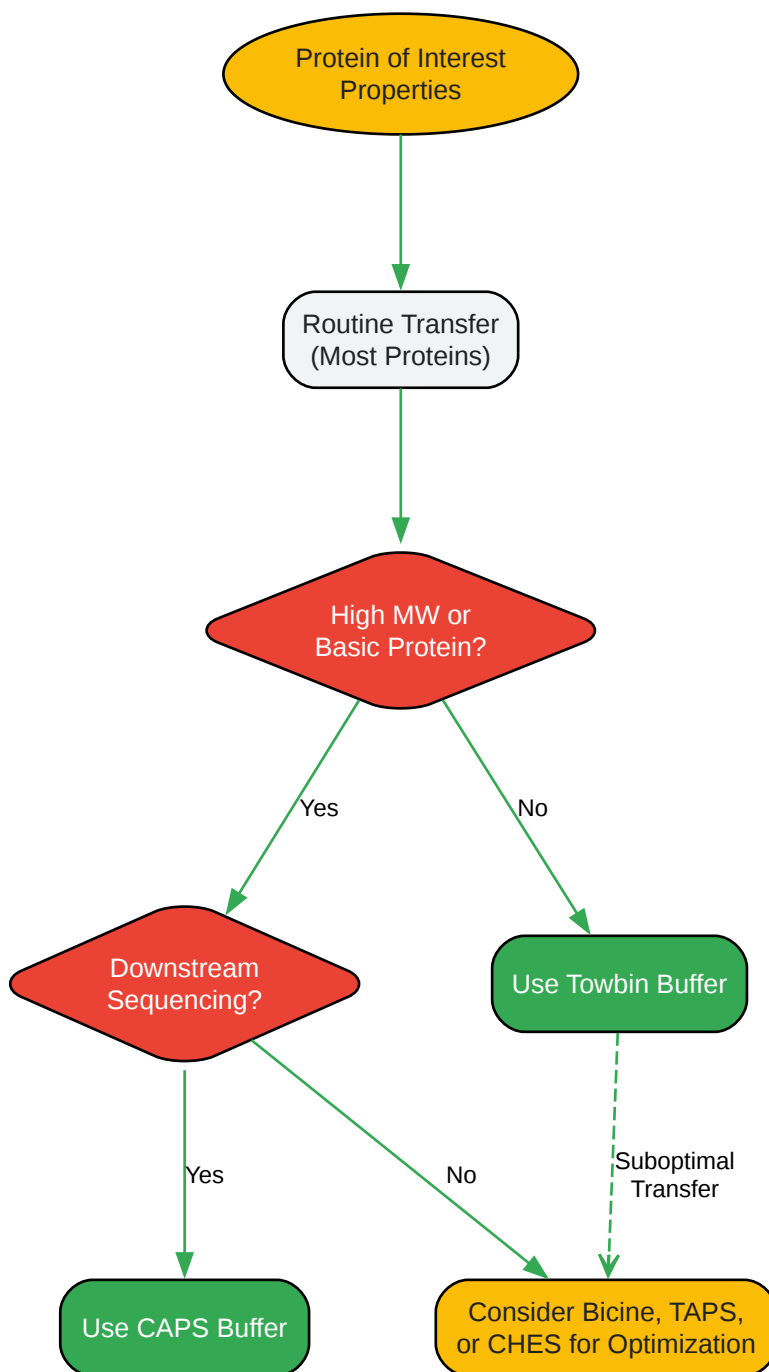 Protein of Interest
Properties
Routine Transfer
(Most Proteins)
High MW or
Basic Protein?
Yes
No
Downstream
Sequencing?
Use Towbin Buffer
Yes
No
Suboptimal
Transfer
Use CAPS Buffer
Consider Bicine, TAPS,
or CHES for Optimization